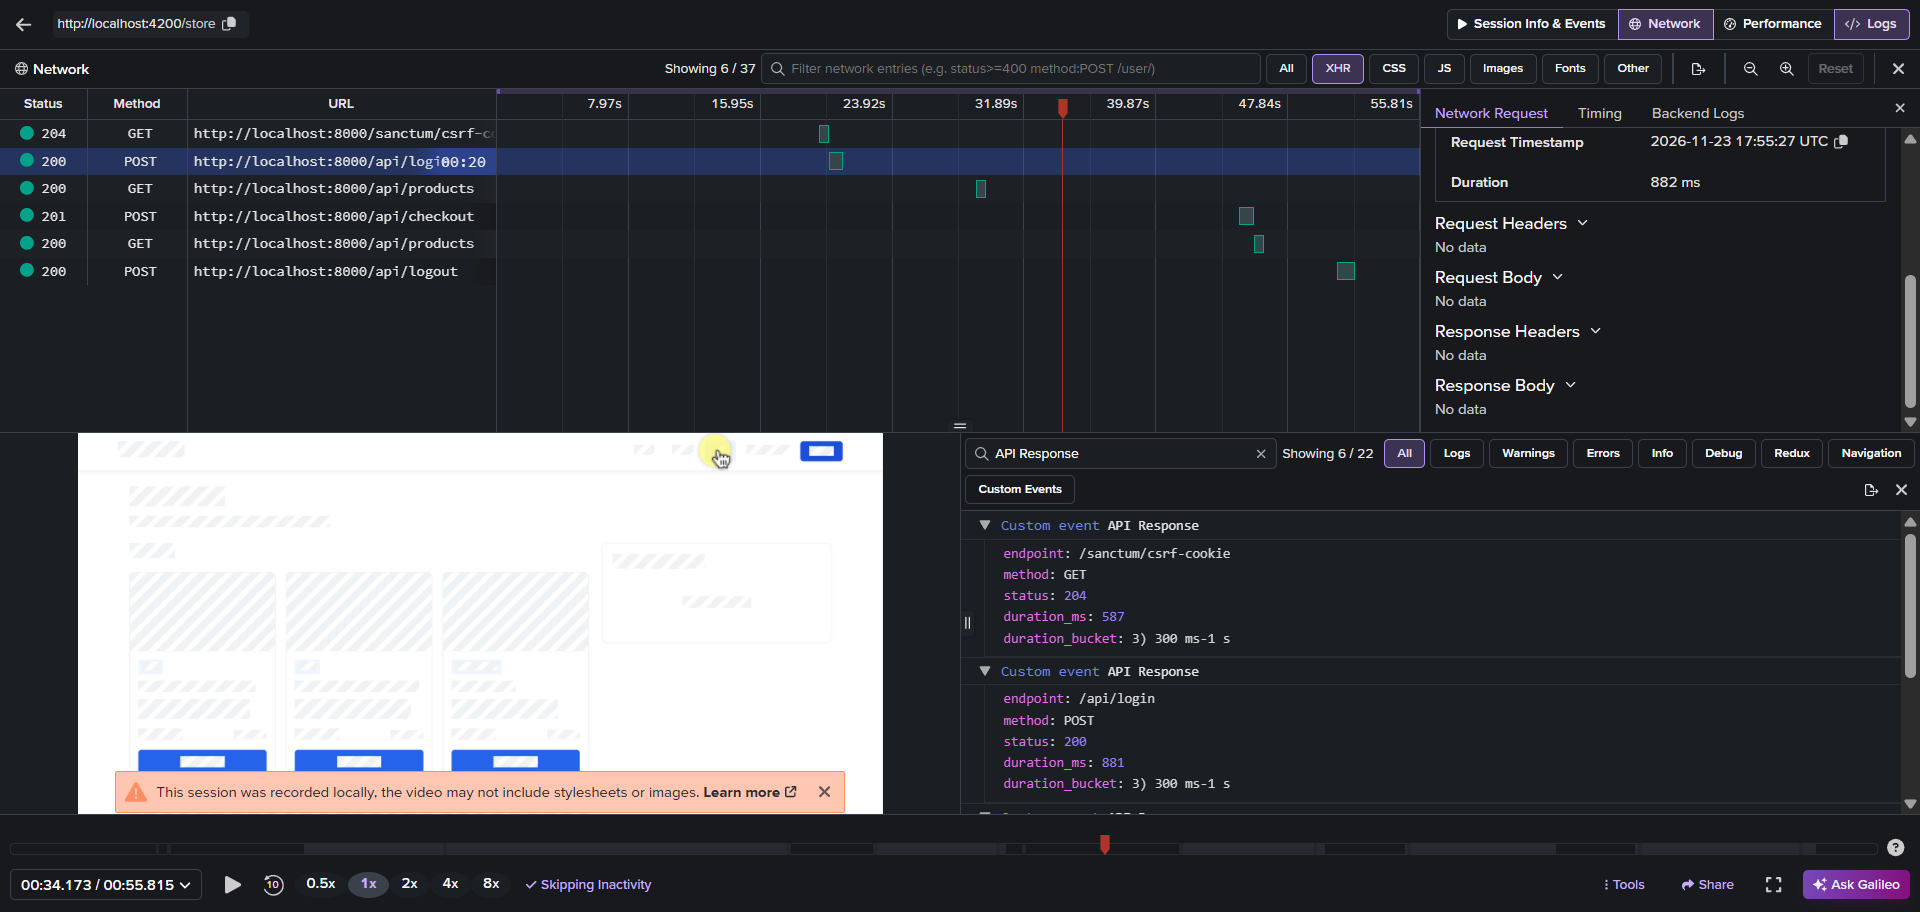 http://localhost:4200/store
Session Info & Events
Network
Performance
Logs
Network
Showing 6 / 37
Filter network entries (e.g. status>=400 method:POST /user/)
All
XHR
CSS
JS
Images
Fonts
Other
Reset
Status Method URL 7.97s 15.95s 23.92s 31.89s 39.87s 47.84s 55.81s
204 GET http://localhost:8000/sanctum/csrf-co
200 POST http://localhost:8000/api/login 00:20
200 GET http://localhost:8000/api/products
201 POST http://localhost:8000/api/checkout
200 GET http://localhost:8000/api/products
200 POST http://localhost:8000/api/logout
Network Request
Timing
Backend Logs
Request Timestamp 2026-11-23 17:55:27 UTC
Duration 882 ms
Request Headers
No data
Request Body
No data
Response Headers
No data
Response Body
No data
This session was recorded locally, the video may not include stylesheets or images. Learn more
API Response
Showing 6 / 22
All
Logs
Warnings
Errors
Info
Debug
Redux
Navigation
Custom Events
Custom event API Response
endpoint: /sanctum/csrf-cookie
method: GET
status: 204
duration_ms: 587
duration_bucket: 3) 300 ms-1 s
Custom event API Response
endpoint: /api/login
method: POST
status: 200
duration_ms: 881
duration_bucket: 3) 300 ms-1 s
00:34.173 / 00:55.815
10
0.5x
1x
2x
4x
8x
Skipping Inactivity
Tools
Share
Ask Galileo
?